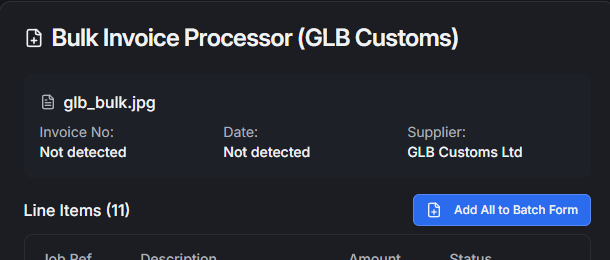 Bulk Invoice Processor (GLB Customs)
glb_bulk.jpg
Invoice No: Date: Supplier:
Not detected Not detected GLB Customs Ltd
Line Items (11) Add All to Batch Form
Job Ref Description Amount Status